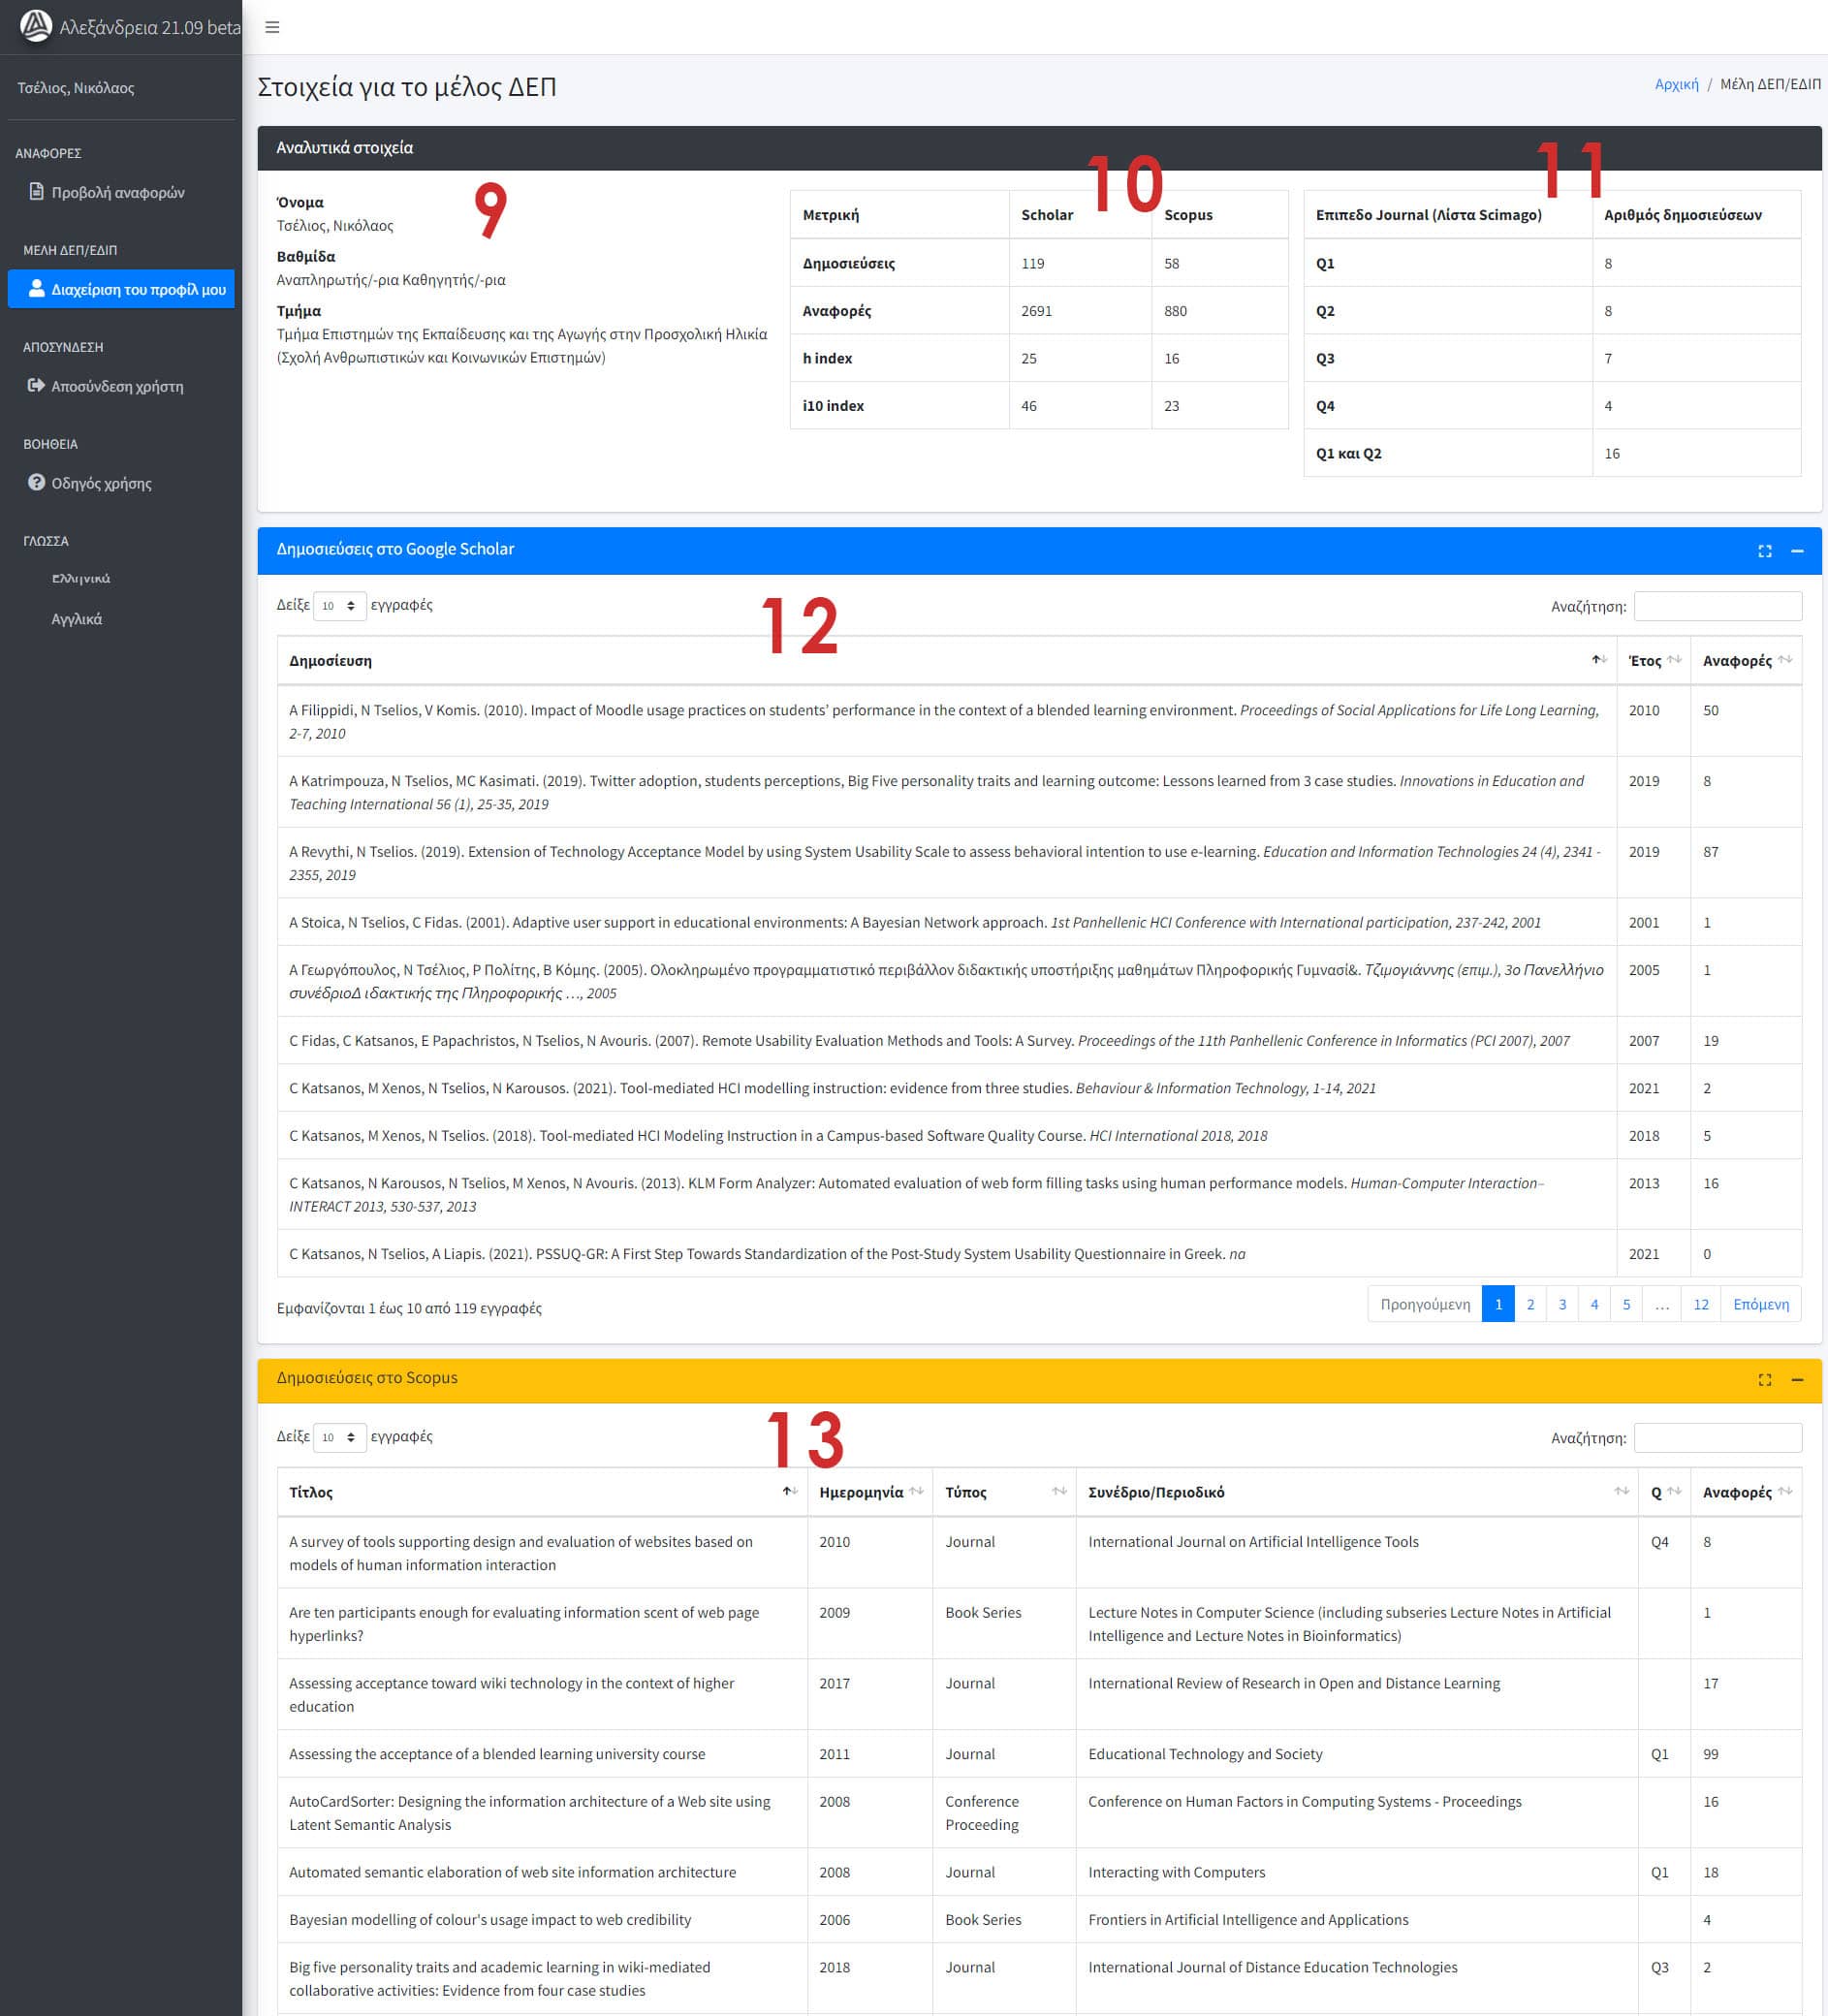 Αλεξάνδρεια 21.09 beta
Τσέλιος, Νικόλαος
ΑΝΑΦΟΡΕΣ
Προβολή αναφορών
ΜΕΛΗ ΔΕΠ/ΕΔΙΠ
Διαχείριση του προφίλ μου
ΑΠΟΣΥΝΔΕΣΗ
Αποσύνδεση χρήστη
ΒΟΗΘΕΙΑ
Οδηγός χρήσης
ΓΛΩΣΣΑ
Ελληνικά
Αγγλικά
Στοιχεία για το μέλος ΔΕΠ
Αρχική / Μέλη ΔΕΠ/ΕΔΙΠ
Αναλυτικά στοιχεία
9
Όνομα
Τσέλιος, Νικόλαος
Βαθμίδα
Αναπληρωτής/-ρια Καθηγητής/-ρια
Τμήμα
Τμήμα Επιστημών της Εκπαίδευσης και της Αγωγής στην Προσχολική Ηλικία
(Σχολή Ανθρωπιστικών και Κοινωνικών Επιστημών)
10
Μετρική Scholar Scopus
Δημοσιεύσεις 119 58
Αναφορές 2691 880
h index 25 16
i10 index 46 23
11
Επιπεδο Journal (Λίστα Scimago) Αριθμός δημοσιεύσεων
Q1 8
Q2 8
Q3 7
Q4 4
Q1 και Q2 16
Δημοσιεύσεις στο Google Scholar
Δείξε 10 εγγραφές
12
Αναζήτηση:
Δημοσίευση Έτος Αναφορές
A Filippidi, N Tselios, V Komis. (2010). Impact of Moodle usage practices on students’ performance in the context of a blended learning environment. Proceedings of Social Applications for Life Long Learning, 2010 50
2-7, 2010
A Katrimpouza, N Tselios, MC Kasimati. (2019). Twitter adoption, students perceptions, Big Five personality traits and learning outcome: Lessons learned from 3 case studies. Innovations in Education and 2019 8
Teaching International 56 (1), 25-35, 2019
A Revythi, N Tselios. (2019). Extension of Technology Acceptance Model by using System Usability Scale to assess behavioral intention to use e-learning. Education and Information Technologies 24 (4), 2341 - 2019 87
2355, 2019
A Stoica, N Tselios, C Fidas. (2001). Adaptive user support in educational environments: A Bayesian Network approach. 1st Panhellenic HCI Conference with International participation, 237-242, 2001 2001 1
Α Γεωργόπουλος, Ν Τσέλιος, Ρ Πολίτης, Β Κόμης. (2005). Ολοκληρωμένο προγραμματιστικό περιβάλλον διδακτικής υποστήριξης μαθημάτων Πληροφορικής Γυμνασί&. Τζιμογιάννης (επιμ.), 3ο Πανελλήνιο 2005 1
συνέδριοΔ ιδακτικής της Πληροφορικής …, 2005
C Fidas, C Katsanos, E Papachristos, N Tselios, N Avouris. (2007). Remote Usability Evaluation Methods and Tools: A Survey. Proceedings of the 11th Panhellenic Conference in Informatics (PCI 2007), 2007 2007 19
C Katsanos, M Xenos, N Tselios, N Karousos. (2021). Tool-mediated HCI modelling instruction: evidence from three studies. Behaviour & Information Technology, 1-14, 2021 2021 2
C Katsanos, M Xenos, N Tselios. (2018). Tool-mediated HCI Modeling Instruction in a Campus-based Software Quality Course. HCI International 2018, 2018 2018 5
C Katsanos, N Karousos, N Tselios, M Xenos, N Avouris. (2013). KLM Form Analyzer: Automated evaluation of web form filling tasks using human performance models. Human-Computer Interaction– 2013 16
INTERACT 2013, 530-537, 2013
C Katsanos, N Tselios, A Liapis. (2021). PSSUQ-GR: A First Step Towards Standardization of the Post-Study System Usability Questionnaire in Greek. na 2021 0
Εμφανίζονται 1 έως 10 από 119 εγγραφές
Προηγούμενη 1 2 3 4 5 … 12 Επόμενη
Δημοσιεύσεις στο Scopus
Δείξε 10 εγγραφές
13
Αναζήτηση:
Τίτλος Ημερομηνία Τύπος Συνέδριο/Περιοδικό Q Αναφορές
A survey of tools supporting design and evaluation of websites based on 2010 Journal International Journal on Artificial Intelligence Tools Q4 8
models of human information interaction
Are ten participants enough for evaluating information scent of web page 2009 Book Series Lecture Notes in Computer Science (including subseries Lecture Notes in Artificial 1
hyperlinks? Intelligence and Lecture Notes in Bioinformatics)
Assessing acceptance toward wiki technology in the context of higher 2017 Journal International Review of Research in Open and Distance Learning 17
education
Assessing the acceptance of a blended learning university course 2011 Journal Educational Technology and Society Q1 99
AutoCardSorter: Designing the information architecture of a Web site using 2008 Conference Conference on Human Factors in Computing Systems - Proceedings 16
Latent Semantic Analysis Proceeding
Automated semantic elaboration of web site information architecture 2008 Journal Interacting with Computers Q1 18
Bayesian modelling of colour's usage impact to web credibility 2006 Book Series Frontiers in Artificial Intelligence and Applications 4
Big five personality traits and academic learning in wiki-mediated 2018 Journal International Journal of Distance Education Technologies Q3 2
collaborative activities: Evidence from four case studies